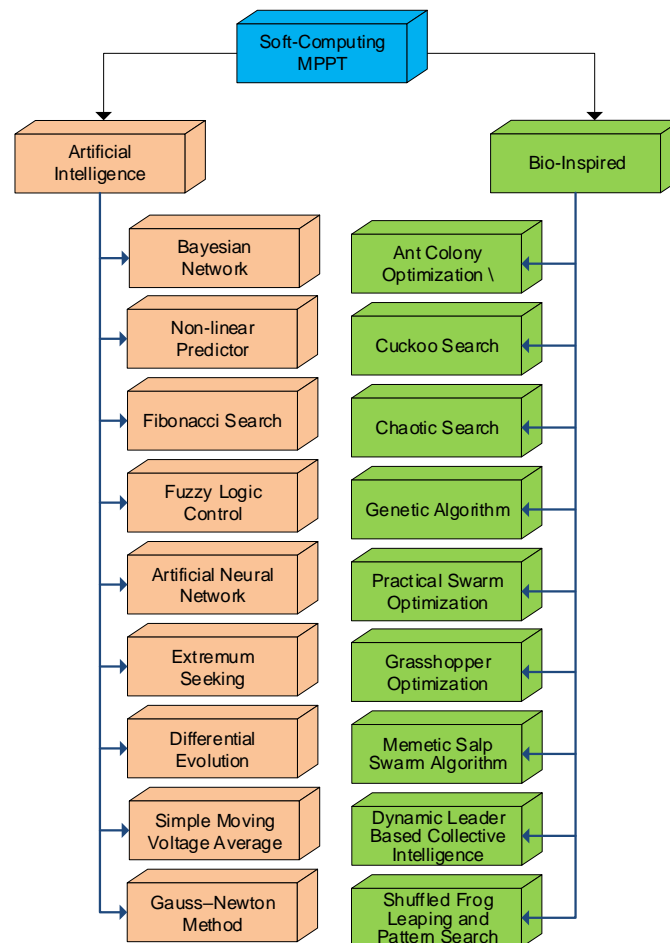 Soft-Computing
MPPT
Artificial
Intelligence
Bio-Inspired
Bayesian
Network
Non-linear
Predictor
Fibonacci Search
Fuzzy Logic
Control
Artificial Neural
Network
Extremum
Seeking
Differential
Evolution
Simple Moving
Voltage Average
Gauss–Newton
Method
Ant Colony
Optimization \
Cuckoo Search
Chaotic Search
Genetic Algorithm
Practical Swarm
Optimization
Grasshopper
Optimization
Memetic Salp
Swarm Algorithm
Dynamic Leader
Based Collective
Intelligence
Shuffled Frog
Leaping and
Pattern Search